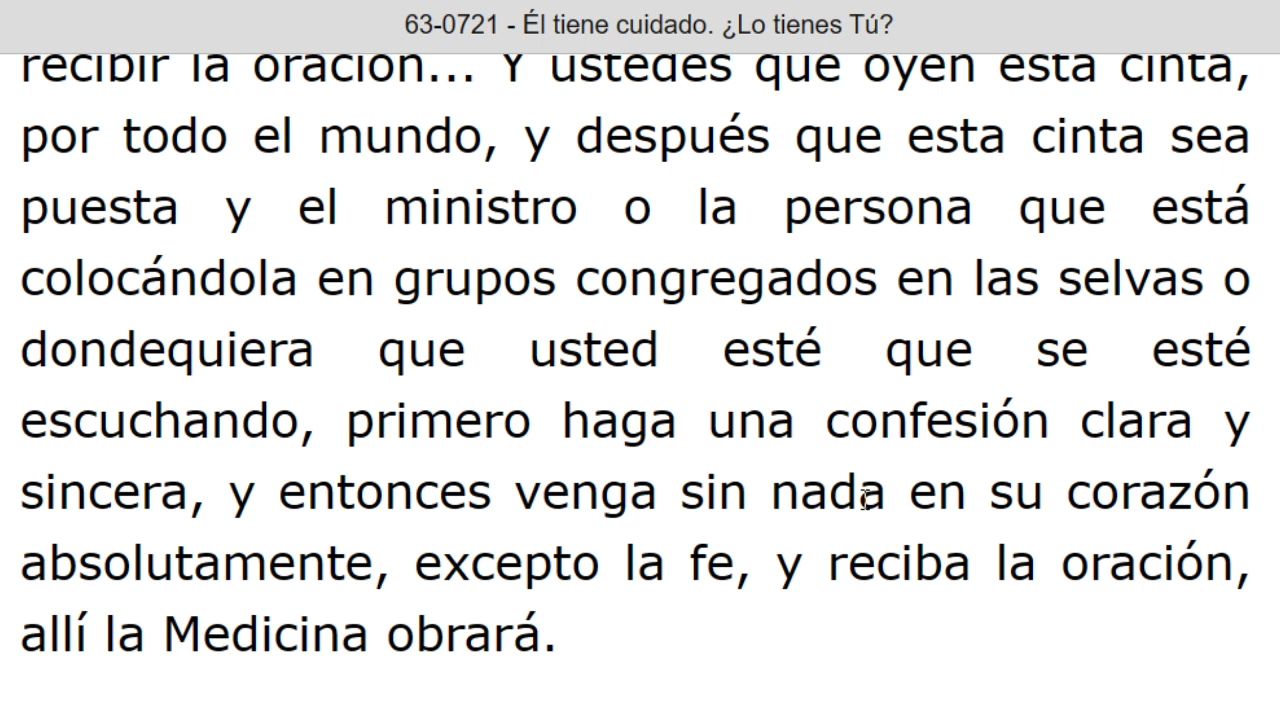 63-0721 - Él tiene cuidado. ¿Lo tienes Tú?
recibir la oración... Y ustedes que oyen esta cinta,
por todo el mundo, y después que esta cinta sea
puesta y el ministro o la persona que está
colocándola en grupos congregados en las selvas o
dondequiera que usted esté que se esté
escuchando, primero haga una confesión clara y
sincera, y entonces venga sin nada en su corazón
absolutamente, excepto la fe, y reciba la oración,
allí la Medicina obrará.